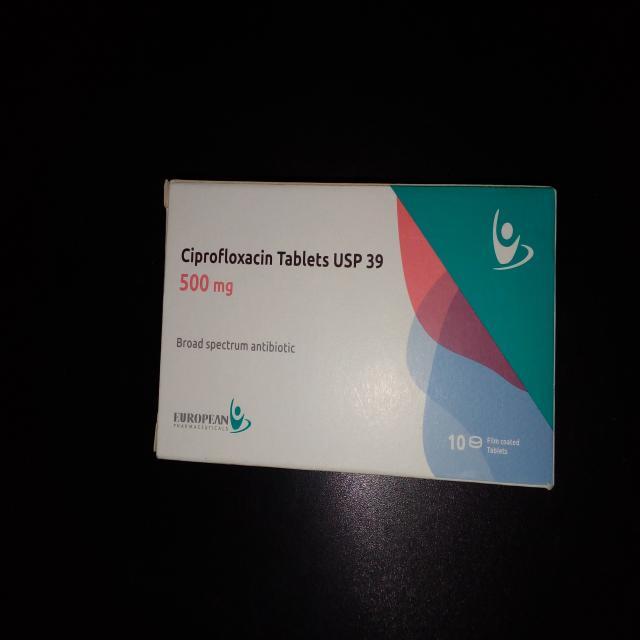 Ciprofloxacin Tablets USP 39
500 mg
Broad spectrum antibiotic
EUROPEAN
PHARMACEUTICALS
10 Film coated
Tablets